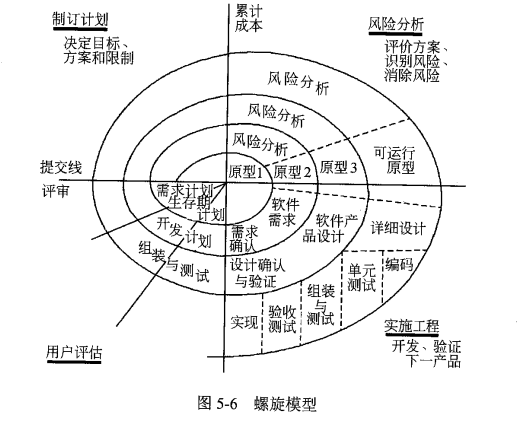 制订计划
决定目标、
方案和限制
累计
成本
风险分析
评价方案、
识别风险、
消除风险
风险分析
风险分析
风险分析
提交线
评审
原型1
原型2
原型3
可运行
原型
需求计划
生存期
计划
开发计划
组装与测试
软件
需求
需求
确认
软件产
品设计
详细设计
设计确认
与验证
实现
验收
测试
组装
与
测试
单元
测试
编码
用户评估
实施工程
开发、验证
下一产品
图 5-6 螺旋模型